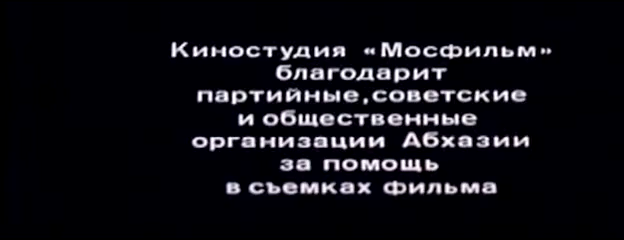 Киностудия «Мосфильм»
благодарит
партийные,советские
и общественные
организации Абхазии
за помощь
в съемках фильма